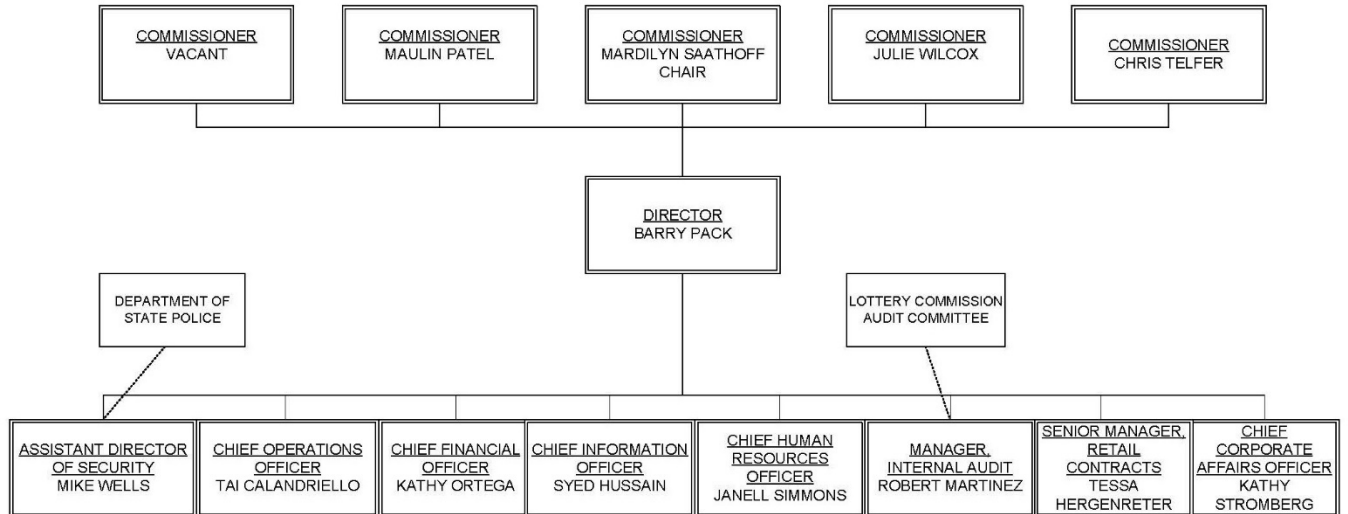 COMMISSIONER
VACANT
COMMISSIONER
MAULIN PATEL
COMMISSIONER
MARDILYN SAATHOFF
CHAIR
COMMISSIONER
JULIE WILCOX
COMMISSIONER
CHRIS TELFER
DIRECTOR
BARRY PACK
DEPARTMENT OF
STATE POLICE
LOTTERY COMMISSION
AUDIT COMMITTEE
ASSISTANT DIRECTOR
OF SECURITY
MIKE WELLS
CHIEF OPERATIONS
OFFICER
TAI CALANDRIELLO
CHIEF FINANCIAL
OFFICER
KATHY ORTEGA
CHIEF INFORMATION
OFFICER
SYED HUSSAIN
CHIEF HUMAN
RESOURCES
OFFICER
JANELL SIMMONS
MANAGER,
INTERNAL AUDIT
ROBERT MARTINEZ
SENIOR MANAGER,
RETAIL
CONTRACTS
TESSA
HERGENRETER
CHIEF
CORPORATE
AFFAIRS OFFICER
KATHY
STROMBERG